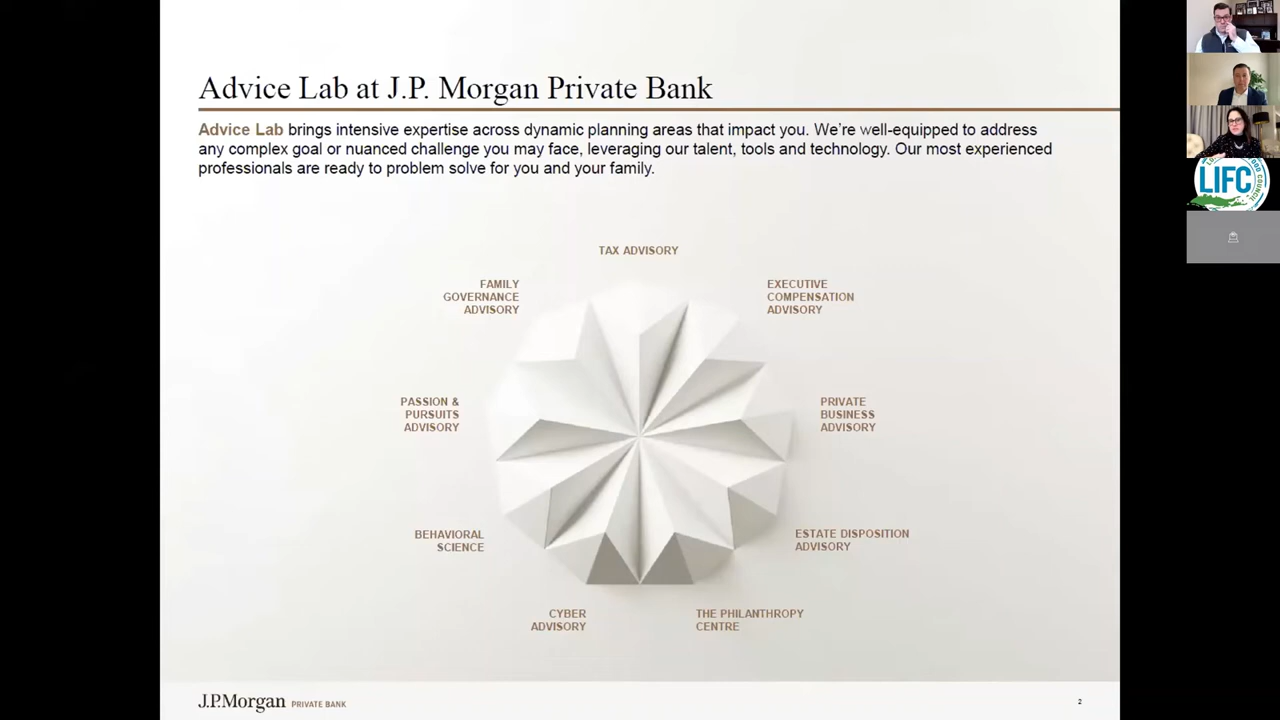 Advice Lab at J.P. Morgan Private Bank
Advice Lab brings intensive expertise across dynamic planning areas that impact you. We're well-equipped to address
any complex goal or nuanced challenge you may face, leveraging our talent, tools and technology. Our most experienced
professionals are ready to problem solve for you and your family.
TAX ADVISORY
FAMILY
GOVERNANCE
ADVISORY
EXECUTIVE
COMPENSATION
ADVISORY
PASSION &
PURSUITS
ADVISORY
PRIVATE
BUSINESS
ADVISORY
BEHAVIORAL
SCIENCE
ESTATE DISPOSITION
ADVISORY
CYBER
ADVISORY
THE PHILANTHROPY
CENTRE
J.P.Morgan PRIVATE BANK
2
LIFC